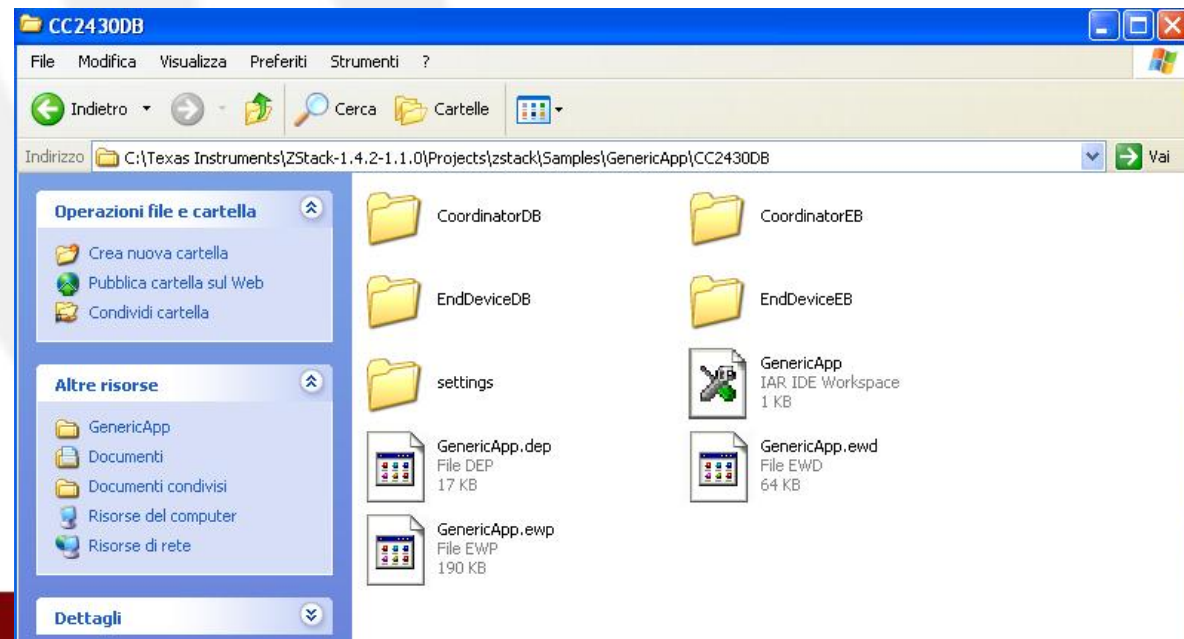 CC2430DB
File Modifica Visualizza Preferiti Strumenti ?
Indietro Cerca Cartelle
Indirizzo C:\Texas Instruments\ZStack-1.4.2-1.1.0\Projects\zstack\Samples\GenericApp\CC2430DB Vai
Operazioni file e cartella
Crea nuova cartella
Pubblica cartella sul Web
Condividi cartella
Altre risorse
GenericApp
Documenti
Documenti condivisi
Risorse del computer
Risorse di rete
Dettagli
CoordinatorDB
CoordinatorEB
EndDeviceDB
EndDeviceEB
settings
GenericApp
IAR IDE Workspace
1 KB
GenericApp.dep
File DEP
17 KB
GenericApp.ewd
File EWD
64 KB
GenericApp.ewp
File EWP
190 KB